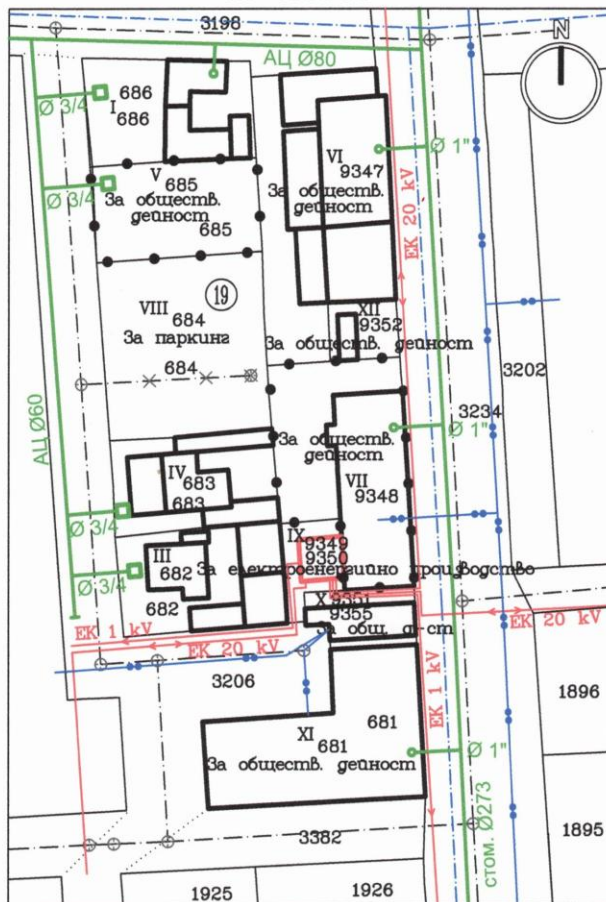 3198
N
АЦ Ø80
Ø 3/4
I
686
686
Ø 1"
VI
9347
V
685
За обществ.
дейност
685
За обществ.
дейност
Ø 3/4
ЕК 20 kV
VIII
19
684
За паркинг
684
XII
9352
За обществ. дейност
3202
АЦ Ø60
3234
Ø 1"
За обществ.
дейност
IV
683
683
VII
9348
Ø 3/4
IX
9349
9350
III
682
За електроенергийно производство
Ø 3/4
682
X
9351
9355
ЕК 1 kV
ЕК 20 kV
ЕК 20 kV
За общ. д-ст
3206
ЕК 1 kV
1896
XI
681
681
За обществ. дейност
Ø 1"
стом. Ø273
3382
1895
1925
1926